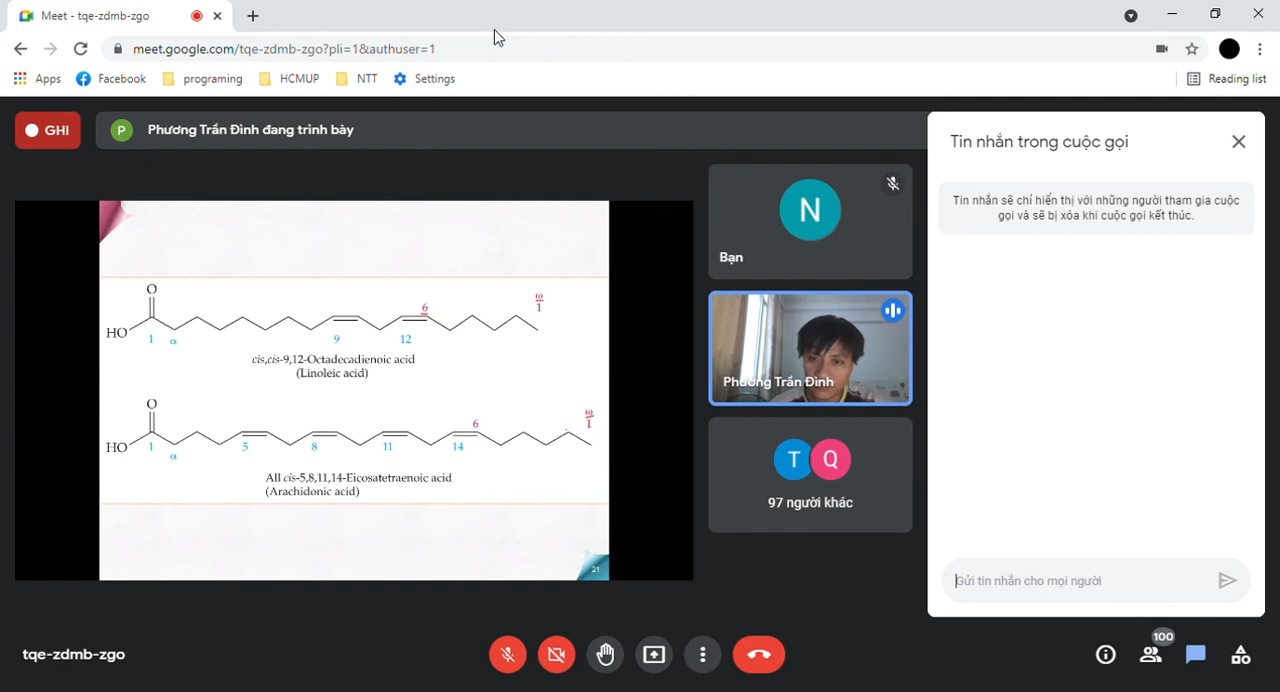 Meet - tqe-zdmb-zgo
meet.google.com/tqe-zdmb-zgo?pli=1&authuser=1
Apps Facebook programing HCMUP NTT Settings Reading list
GHI
P Phương Trần Đình đang trình bày
O
HO 1 α 9 12 6 ω 1
cis,cis-9,12-Octadecadienoic acid
(Linoleic acid)
O
HO 1 α 5 8 11 14 6 ω 1
All cis-5,8,11,14-Eicosatetraenoic acid
(Arachidonic acid)
21
N
Bạn
Phương Trần Đình
T Q
97 người khác
Tin nhắn trong cuộc gọi
Tin nhắn sẽ chỉ hiển thị với những người tham gia cuộc
gọi và sẽ bị xóa khi cuộc gọi kết thúc.
Gửi tin nhắn cho mọi người
tqe-zdmb-zgo
100